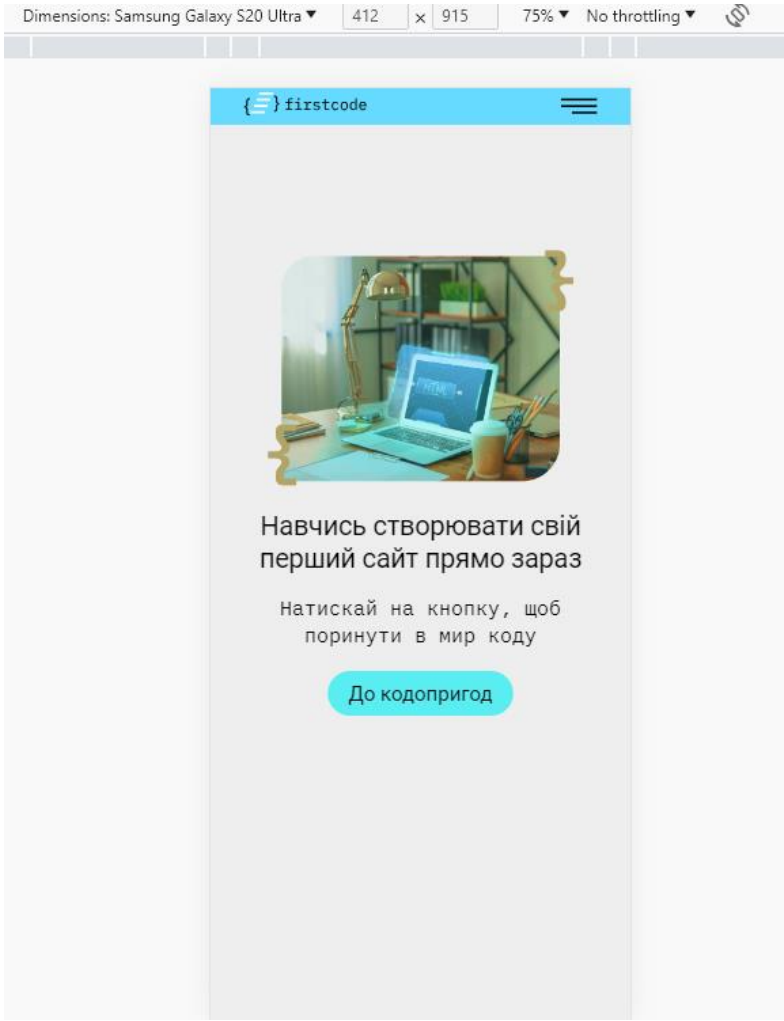 Dimensions: Samsung Galaxy S20 Ultra ▼ 412 × 915 75% ▼ No throttling ▼
{ } firstcode
HTML
Навчись створювати свій
перший сайт прямо зараз
Натискай на кнопку, щоб
поринути в мир коду
До кодопригод